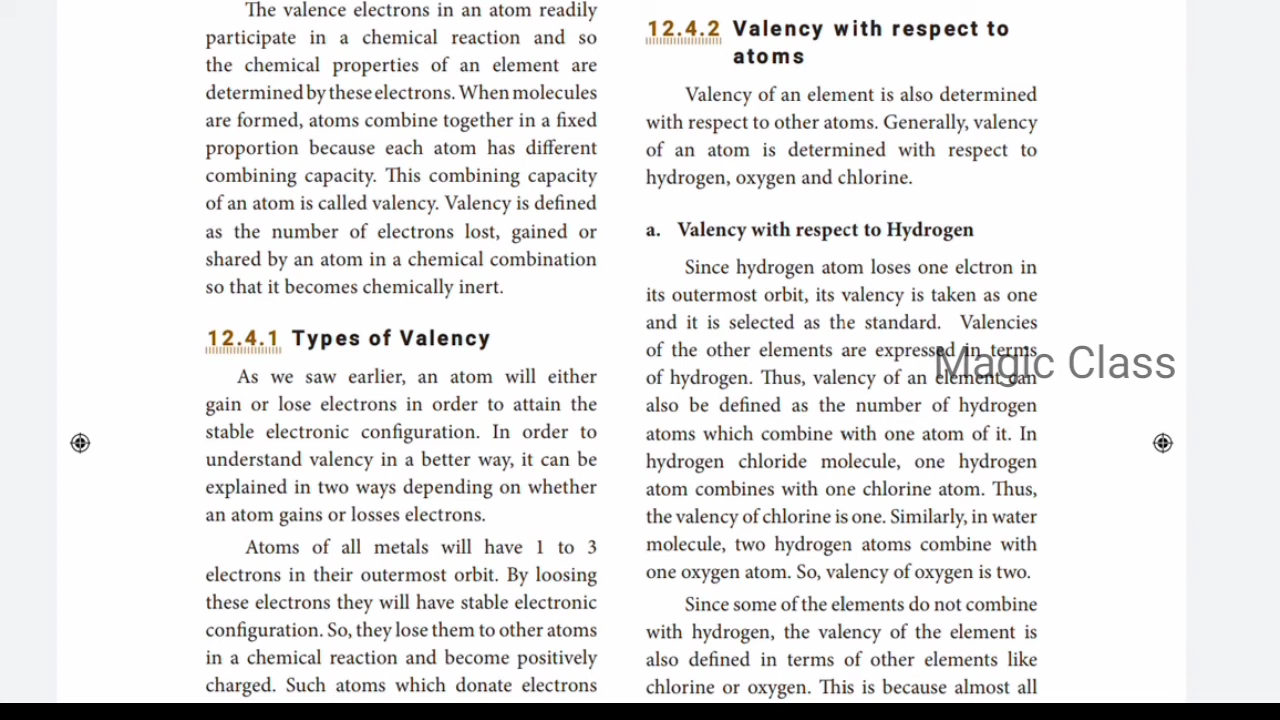 The valence electrons in an atom readily
participate in a chemical reaction and so
the chemical properties of an element are
determined by these electrons. When molecules
are formed, atoms combine together in a fixed
proportion because each atom has different
combining capacity. This combining capacity
of an atom is called valency. Valency is defined
as the number of electrons lost, gained or
shared by an atom in a chemical combination
so that it becomes chemically inert.
12.4.1 Types of Valency
As we saw earlier, an atom will either
gain or lose electrons in order to attain the
stable electronic configuration. In order to
understand valency in a better way, it can be
explained in two ways depending on whether
an atom gains or losses electrons.
Atoms of all metals will have 1 to 3
electrons in their outermost orbit. By loosing
these electrons they will have stable electronic
configuration. So, they lose them to other atoms
in a chemical reaction and become positively
charged. Such atoms which donate electrons
12.4.2 Valency with respect to
atoms
Valency of an element is also determined
with respect to other atoms. Generally, valency
of an atom is determined with respect to
hydrogen, oxygen and chlorine.
a. Valency with respect to Hydrogen
Since hydrogen atom loses one elctron in
its outermost orbit, its valency is taken as one
and it is selected as the standard. Valencies
of the other elements are expressed in terms
of hydrogen. Thus, valency of an element can
also be defined as the number of hydrogen
atoms which combine with one atom of it. In
hydrogen chloride molecule, one hydrogen
atom combines with one chlorine atom. Thus,
the valency of chlorine is one. Similarly, in water
molecule, two hydrogen atoms combine with
one oxygen atom. So, valency of oxygen is two.
Since some of the elements do not combine
with hydrogen, the valency of the element is
also defined in terms of other elements like
chlorine or oxygen. This is because almost all
Magic Class